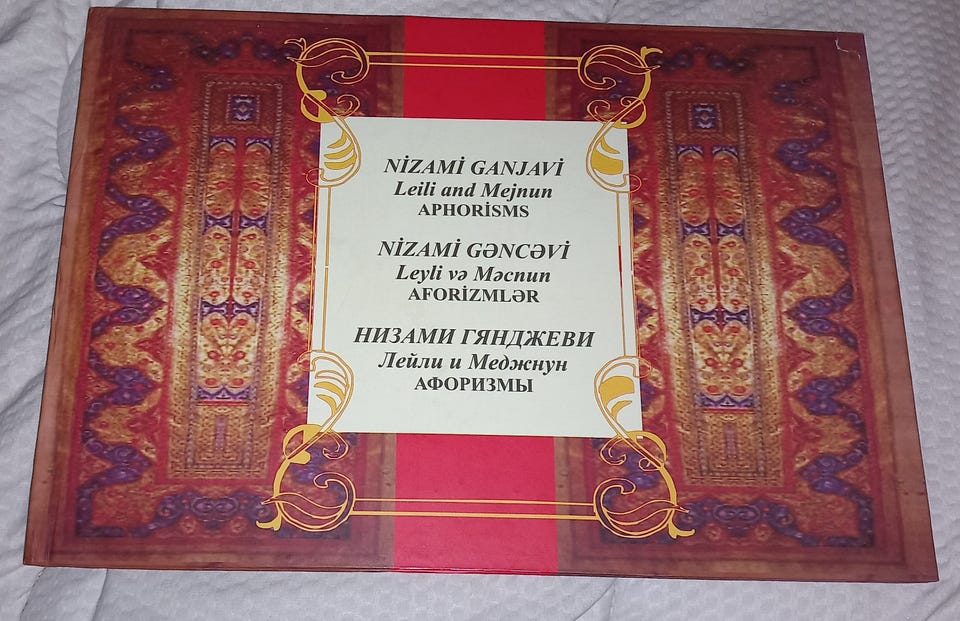 NİZAMİ GANJAVİ
Leili and Mejnun
APHORİSMS
NİZAMİ GƏNCƏVİ
Leyli və Məcnun
AFORİZMLƏR
НИЗАМИ ГЯНДЖЕВИ
Лейли и Меджнун
АФОРИЗМЫ